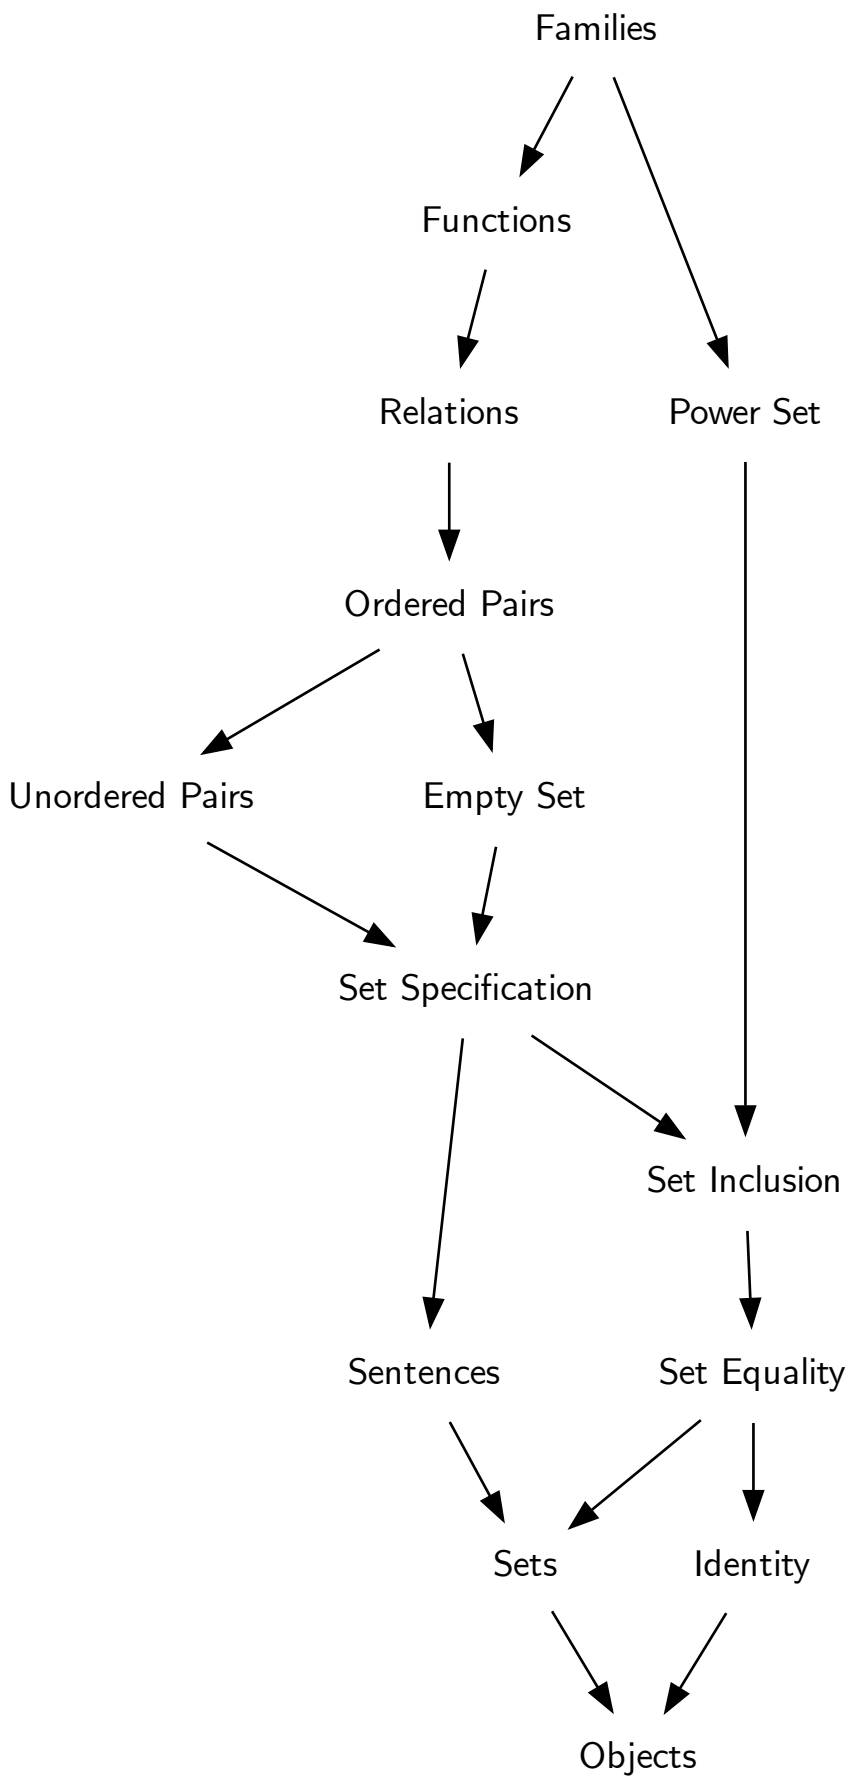 Families
Functions
Relations
Power Set
Ordered Pairs
Unordered Pairs
Empty Set
Set Specification
Set Inclusion
Sentences
Set Equality
Sets
Identity
Objects